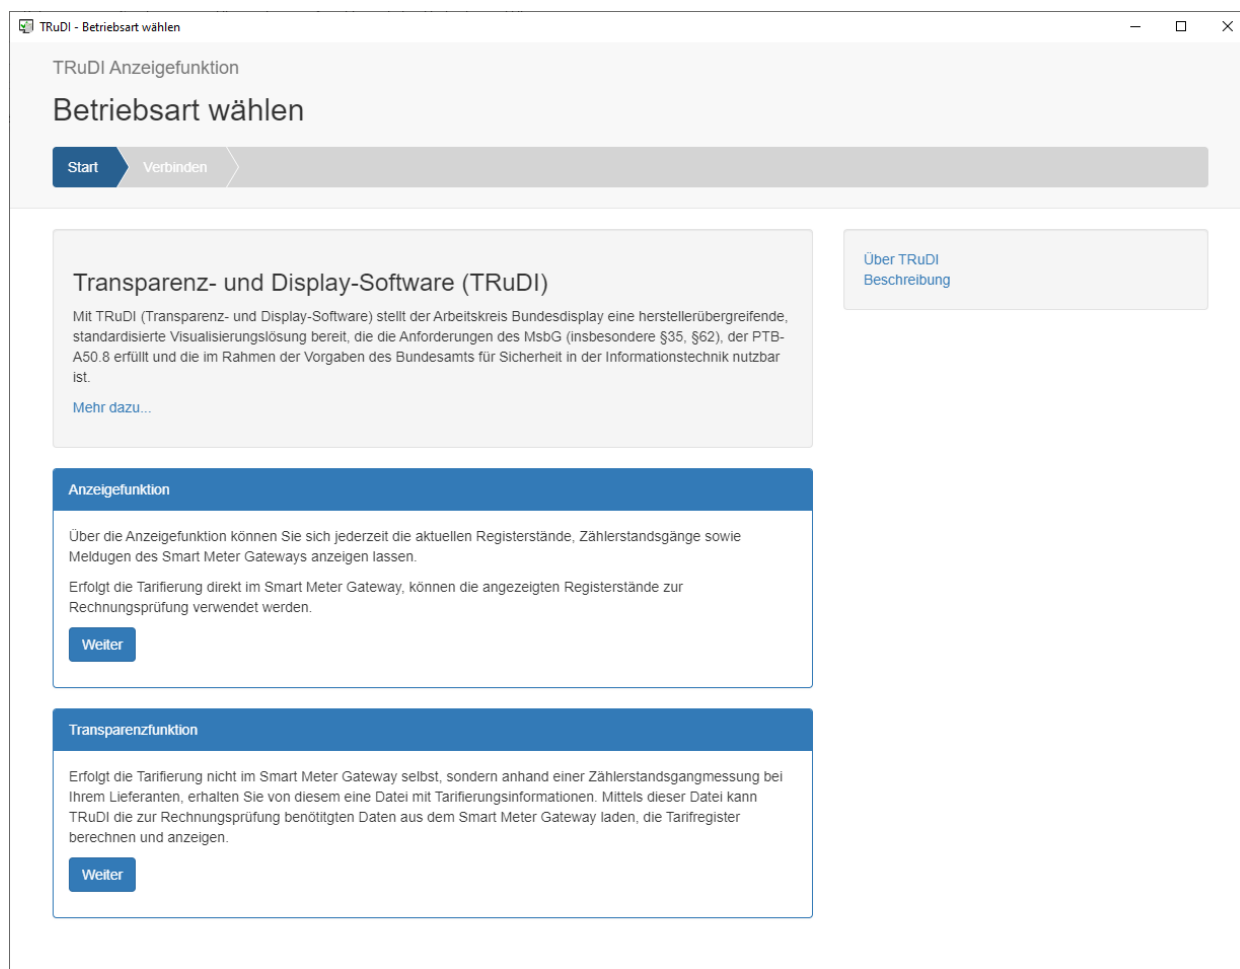 TRuDI - Betriebsart wählen
TRuDI Anzeigefunktion
Betriebsart wählen
Start
Verbinden
Transparenz- und Display-Software (TRuDI)
Mit TRuDI (Transparenz- und Display-Software) stellt der Arbeitskreis Bundesdisplay eine herstellerübergreifende,
standardisierte Visualisierungslösung bereit, die die Anforderungen des MsbG (insbesondere §35, §62), der PTB-
A50.8 erfüllt und die im Rahmen der Vorgaben des Bundesamts für Sicherheit in der Informationstechnik nutzbar
ist.
Mehr dazu...
Über TRuDI
Beschreibung
Anzeigefunktion
Über die Anzeigefunktion können Sie sich jederzeit die aktuellen Registerstände, Zählerstandsgänge sowie
Meldugen des Smart Meter Gateways anzeigen lassen.
Erfolgt die Tarifierung direkt im Smart Meter Gateway, können die angezeigten Registerstände zur
Rechnungsprüfung verwendet werden.
Weiter
Transparenzfunktion
Erfolgt die Tarifierung nicht im Smart Meter Gateway selbst, sondern anhand einer Zählerstandsgangmessung bei
Ihrem Lieferanten, erhalten Sie von diesem eine Datei mit Tarifierungsinformationen. Mittels dieser Datei kann
TRuDI die zur Rechnungsprüfung benötitgten Daten aus dem Smart Meter Gateway laden, die Tarifregister
berechnen und anzeigen.
Weiter